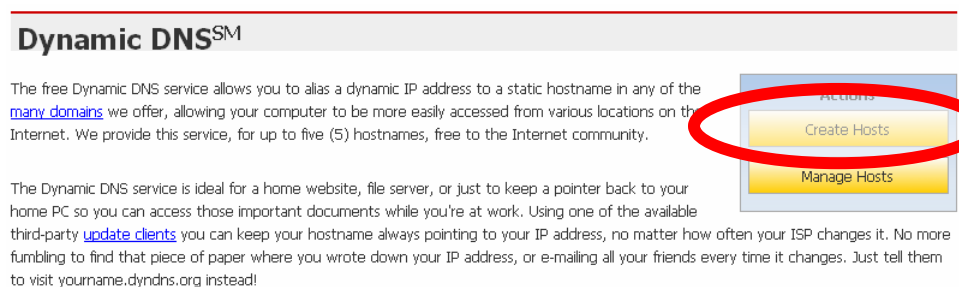 Dynamic DNSSM
The free Dynamic DNS service allows you to alias a dynamic IP address to a static hostname in any of the
many domains we offer, allowing your computer to be more easily accessed from various locations on the
Internet. We provide this service, for up to five (5) hostnames, free to the Internet community.
Actions
Create Hosts
Manage Hosts
The Dynamic DNS service is ideal for a home website, file server, or just to keep a pointer back to your
home PC so you can access those important documents while you're at work. Using one of the available
third-party update clients you can keep your hostname always pointing to your IP address, no matter how often your ISP changes it. No more
fumbling to find that piece of paper where you wrote down your IP address, or e-mailing all your friends every time it changes. Just tell them
to visit yourname.dyndns.org instead!